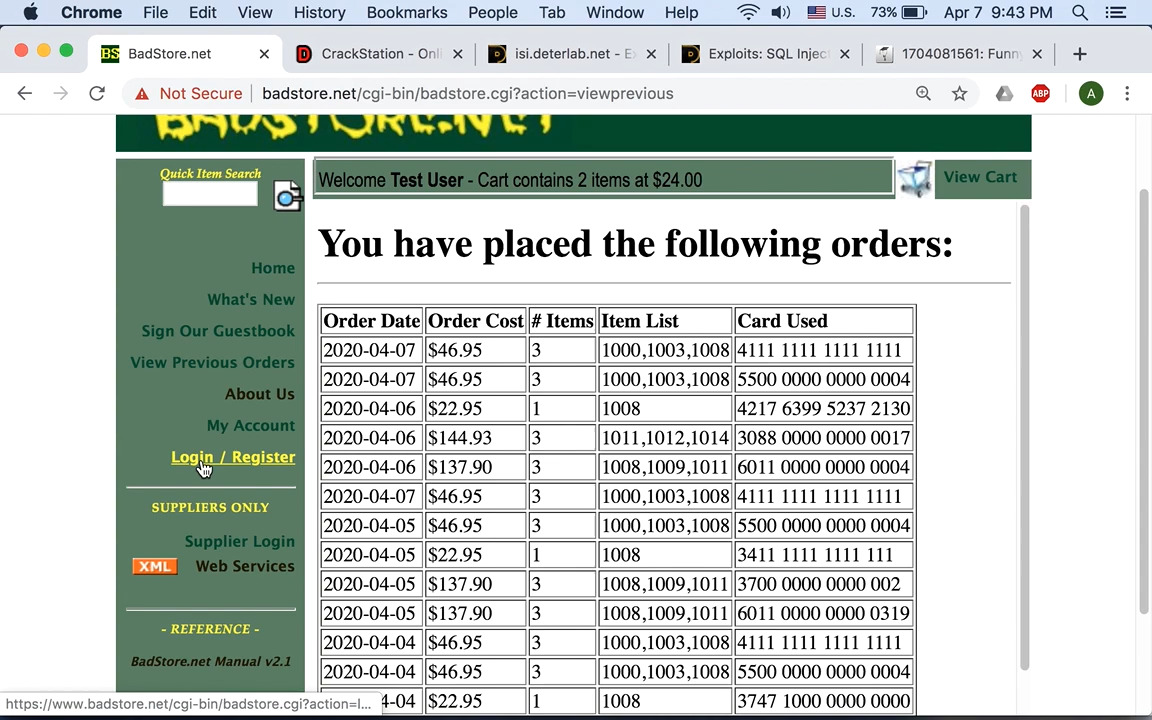 Chrome File Edit View History Bookmarks People Tab Window Help U.S. 73% Apr 7 9:43 PM
BS BadStore.net CrackStation - Onli isi.deterlab.net - E Exploits: SQL Inject 1704081561: Funny
Not Secure badstore.net/cgi-bin/badstore.cgi?action=viewprevious ABP A
BADSTORE.NET
Quick Item Search
Welcome Test User - Cart contains 2 items at $24.00
View Cart
Home
What's New
Sign Our Guestbook
View Previous Orders
About Us
My Account
Login / Register
SUPPLIERS ONLY
Supplier Login
XML Web Services
- REFERENCE -
BadStore.net Manual v2.1
You have placed the following orders:
Order Date Order Cost # Items Item List Card Used
2020-04-07 $46.95 3 1000,1003,1008 4111 1111 1111 1111
2020-04-07 $46.95 3 1000,1003,1008 5500 0000 0000 0004
2020-04-06 $22.95 1 1008 4217 6399 5237 2130
2020-04-06 $144.93 3 1011,1012,1014 3088 0000 0000 0017
2020-04-06 $137.90 3 1008,1009,1011 6011 0000 0000 0004
2020-04-07 $46.95 3 1000,1003,1008 4111 1111 1111 1111
2020-04-05 $46.95 3 1000,1003,1008 5500 0000 0000 0004
2020-04-05 $22.95 1 1008 3411 1111 1111 111
2020-04-05 $137.90 3 1008,1009,1011 3700 0000 0000 002
2020-04-05 $137.90 3 1008,1009,1011 6011 0000 0000 0319
2020-04-04 $46.95 3 1000,1003,1008 4111 1111 1111 1111
2020-04-04 $46.95 3 1000,1003,1008 5500 0000 0000 0004
4-04 $22.95 1 1008 3747 1000 0000 0000
https://www.badstore.net/cgi-bin/badstore.cgi?action=l...